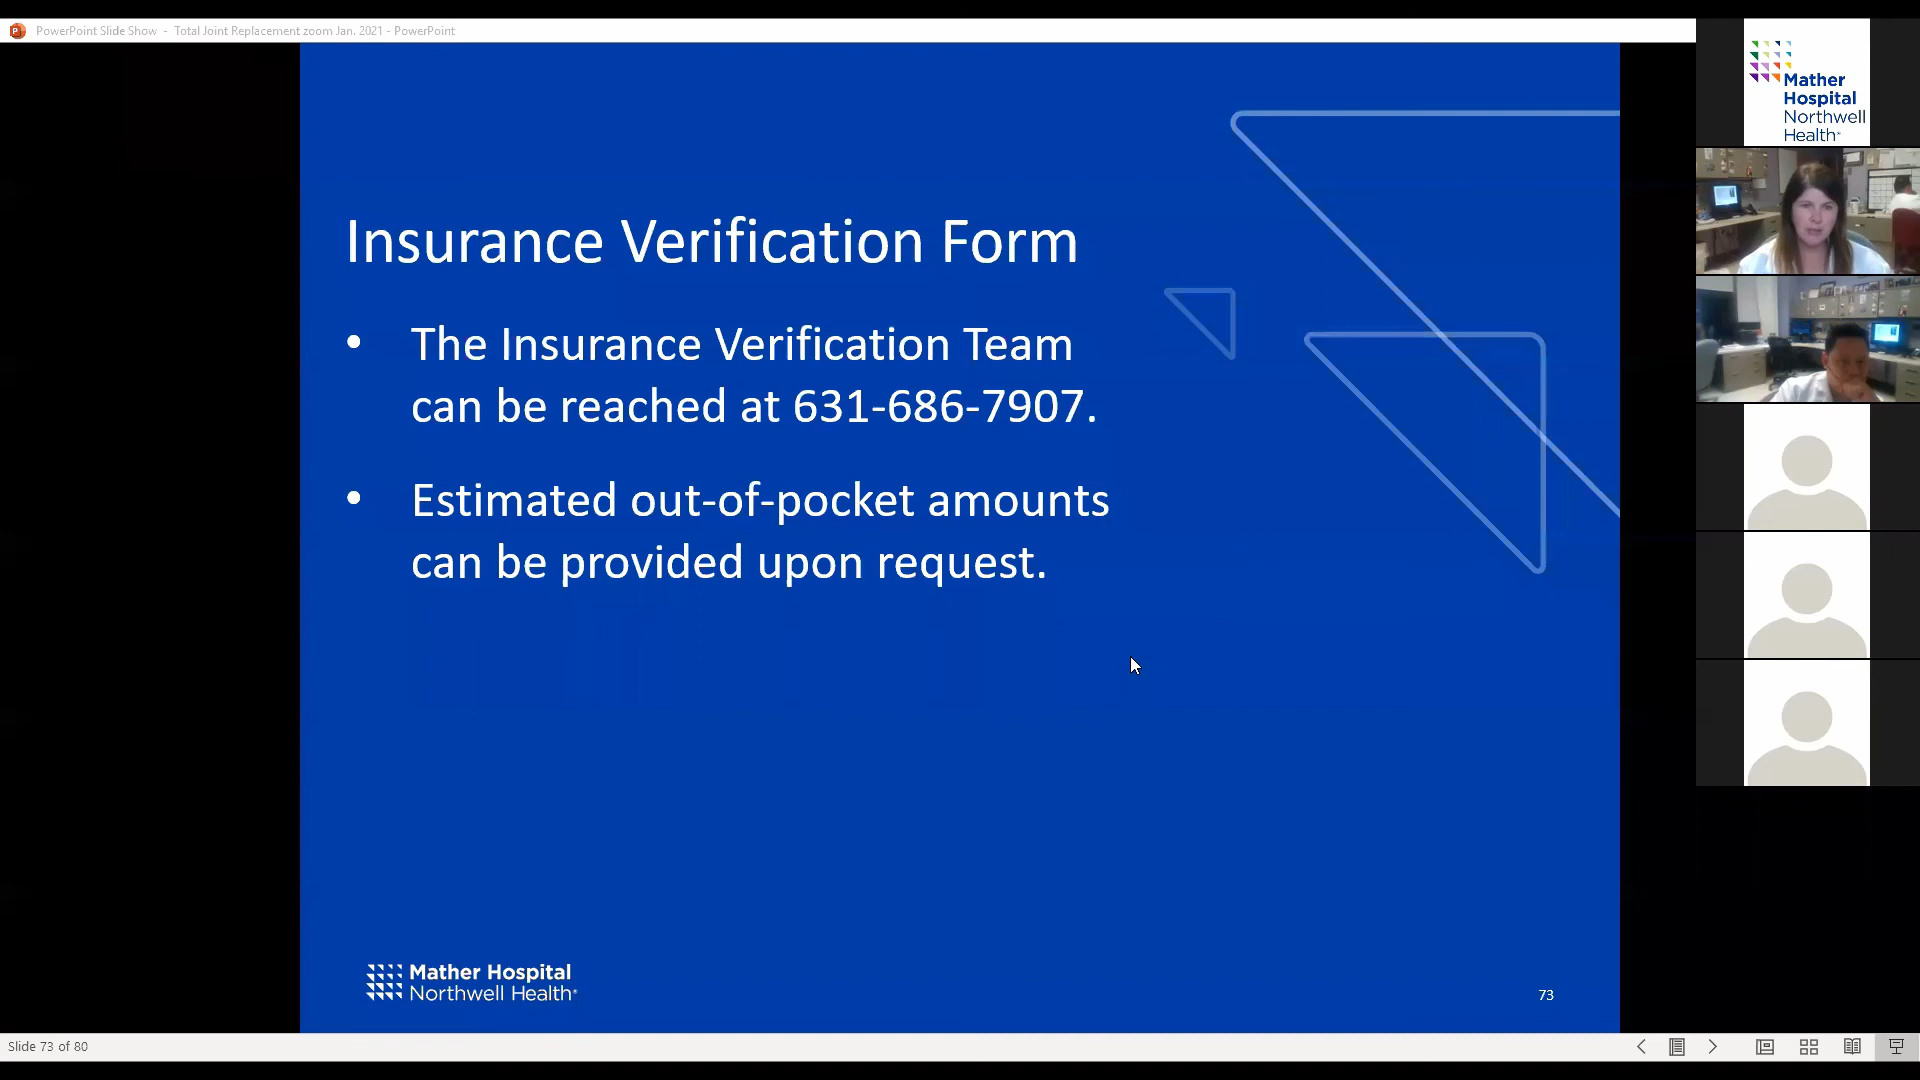 PowerPoint Slide Show - Total Joint Replacement zoom Jan. 2021 - PowerPoint
Mather
Hospital
Northwell
Health®
Insurance Verification Form
• The Insurance Verification Team
can be reached at 631-686-7907.
• Estimated out-of-pocket amounts
can be provided upon request.
Mather Hospital
Northwell Health®
73
Slide 73 of 80